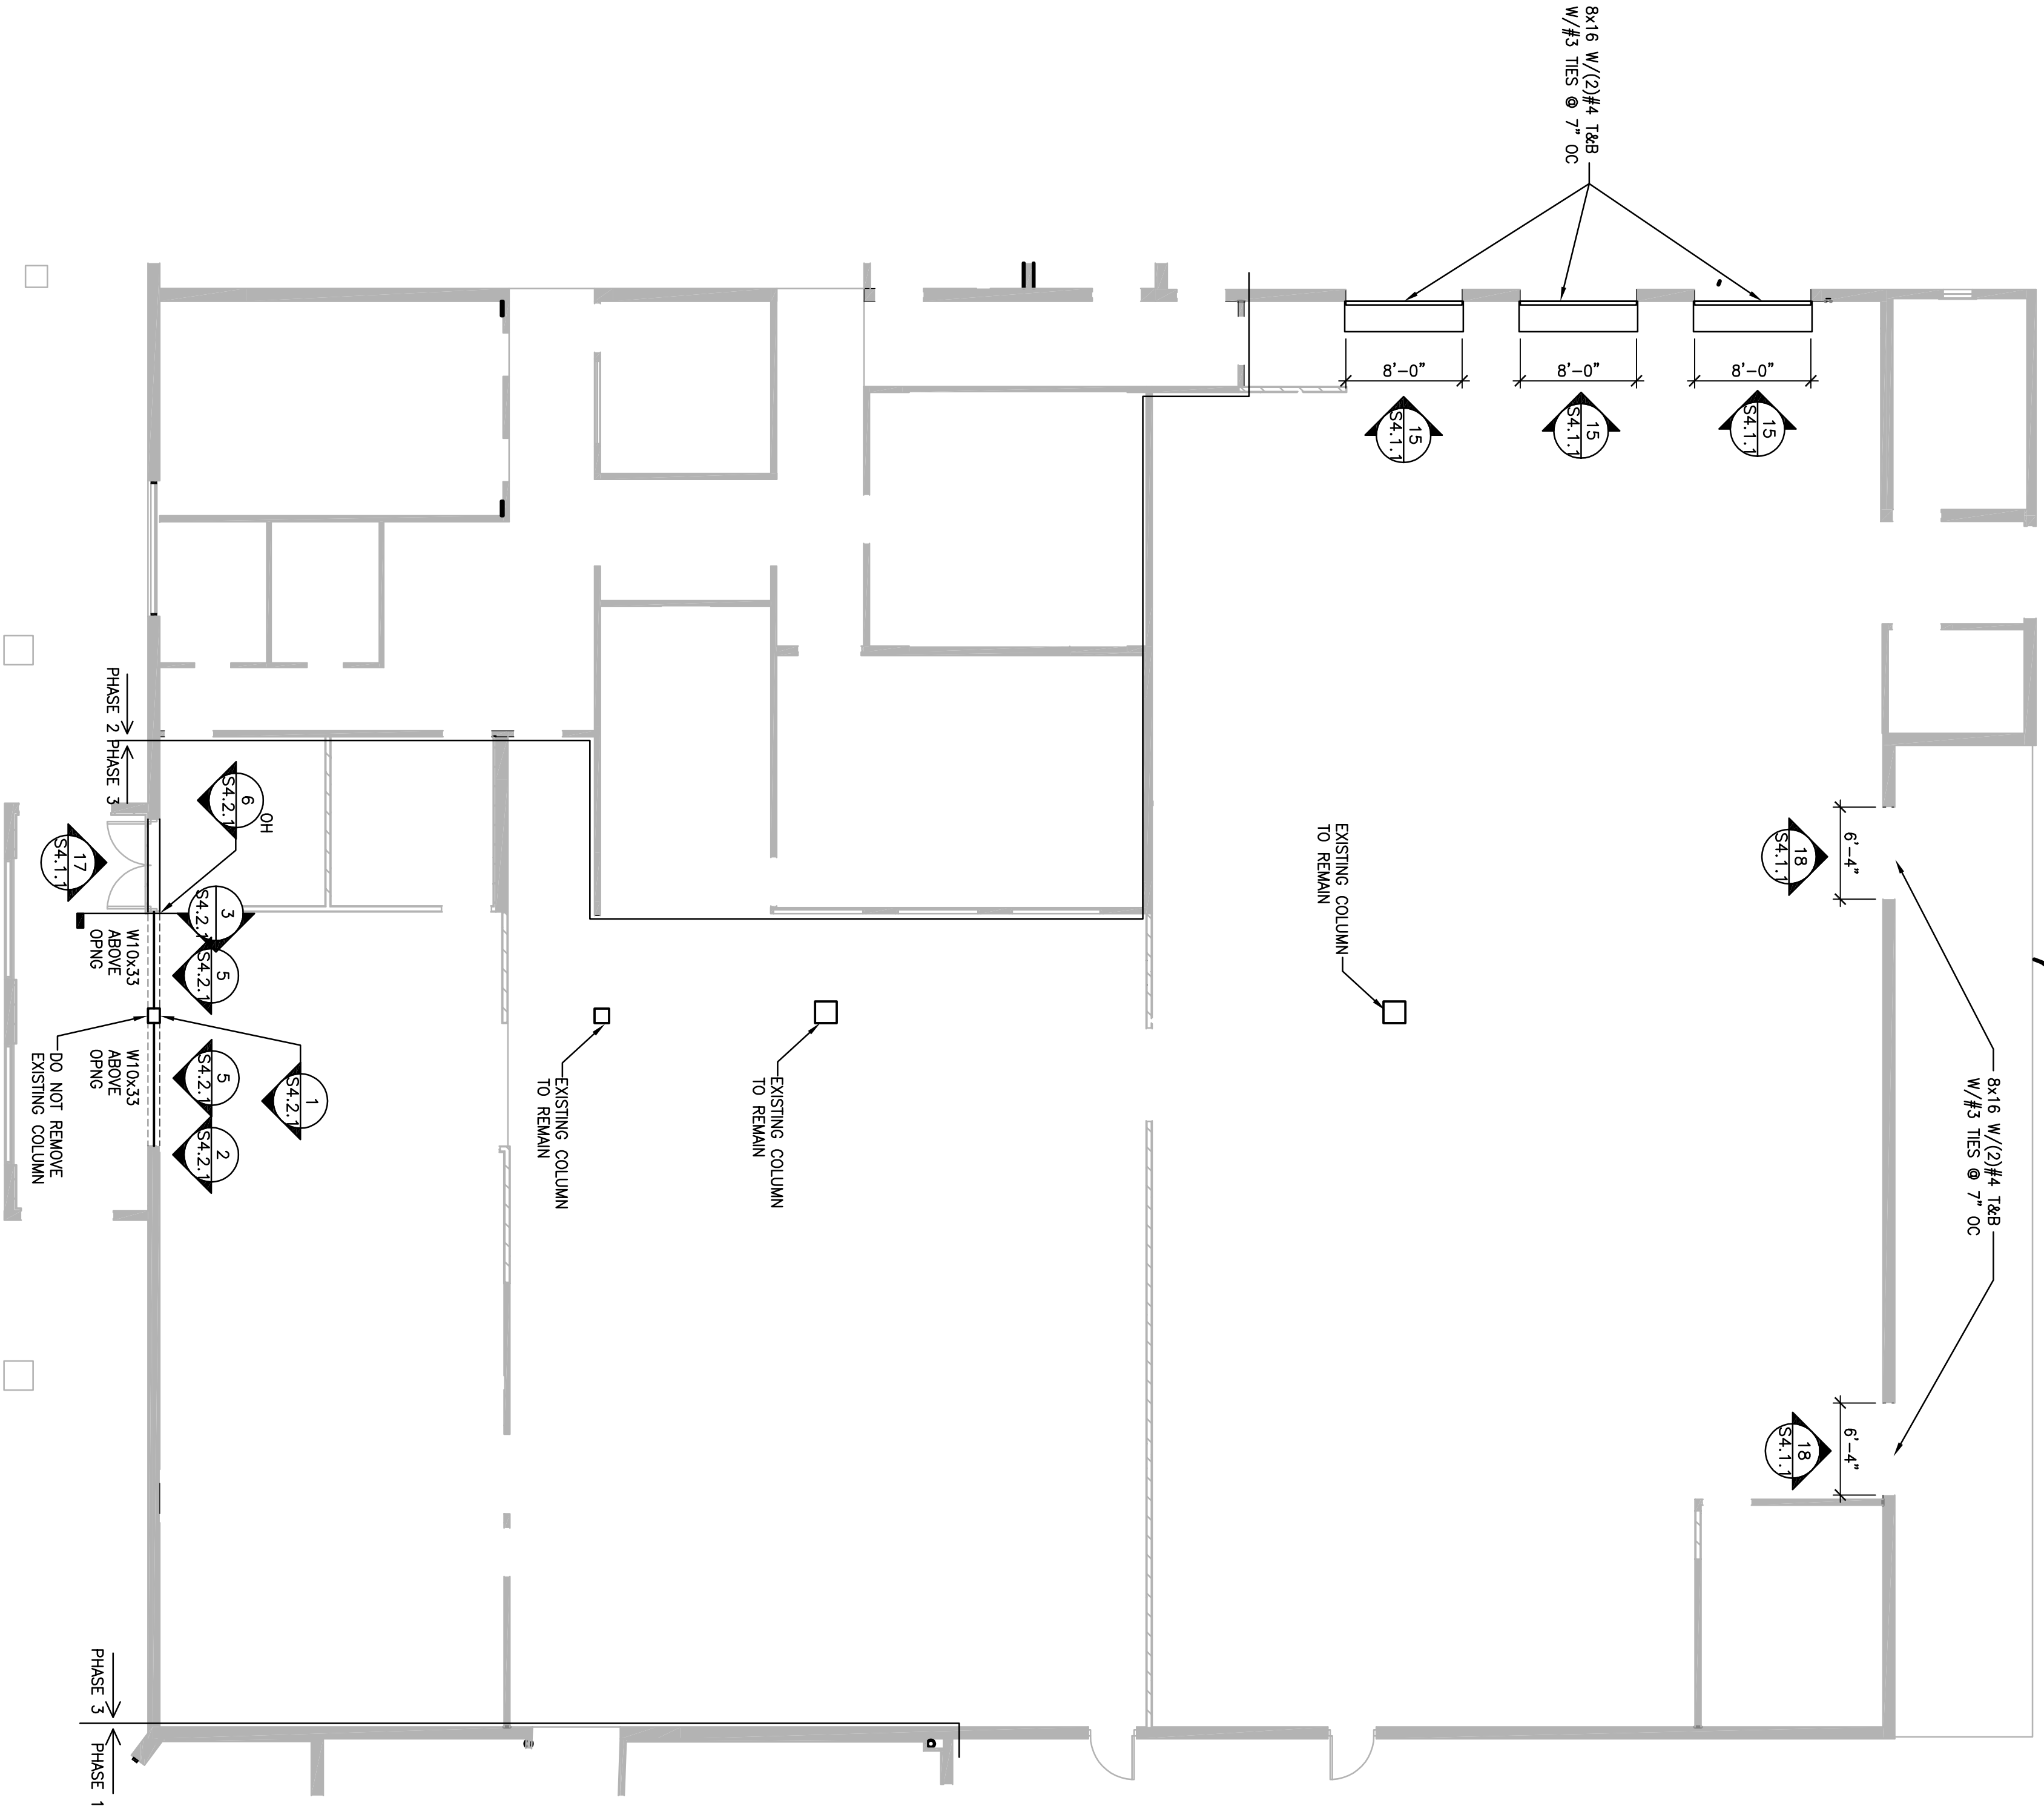 8x16 W/(2)#4 T&B
W/#3 TIES @ 7" OC
8'-0"
8'-0"
8'-0"
15
S4.1.1
15
S4.1.1
15
S4.1.1
PHASE 2
PHASE 3
6
S4.2.1
OH
17
S4.1.1
3
S4.2.1
5
S4.2.1
W10x33
ABOVE
OPNG
5
S4.2.1
W10x33
ABOVE
OPNG
1
S4.2.1
2
S4.2.1
DO NOT REMOVE
EXISTING COLUMN
EXISTING COLUMN
TO REMAIN
EXISTING COLUMN
TO REMAIN
EXISTING COLUMN
TO REMAIN
6'-4"
18
S4.1.1
8x16 W/(2)#4 T&B
W/#3 TIES @ 7" OC
6'-4"
18
S4.1.1
PHASE 3
PHASE 1